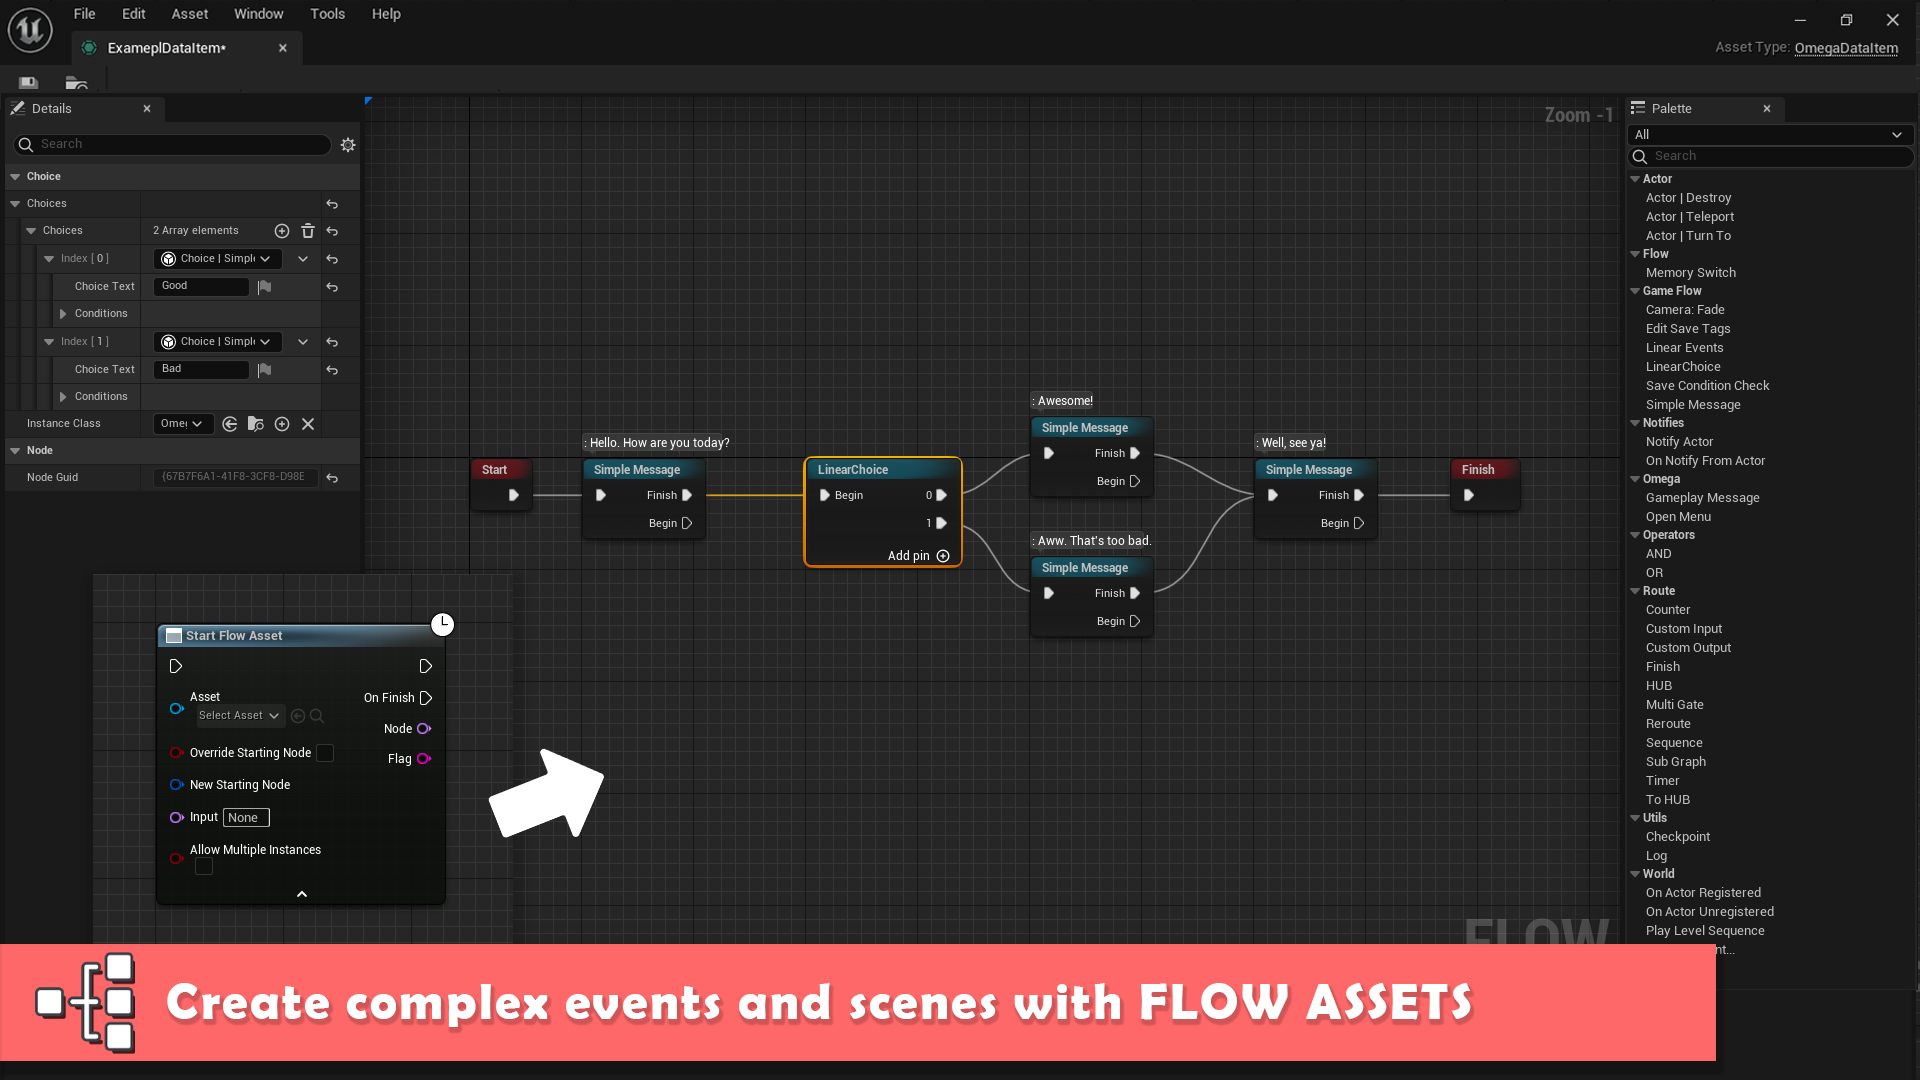 File Edit Asset Window Tools Help
ExameplDataItem*
Asset Type: OmegaDataItem
Details
Search
Choice
Choices
Choices 2 Array elements
Index [ 0 ] Choice | Simple
Choice Text Good
Conditions
Index [ 1 ] Choice | Simple
Choice Text Bad
Conditions
Instance Class Ome
Node
Node Guid {67B7F6A1-41F8-3CF8-D98E
Zoom -1
: Hello. How are you today?
: Awesome!
: Aww. That's too bad.
: Well, see ya!
Start
Simple Message
Finish
Begin
LinearChoice
Begin 0
1
Add pin
Simple Message
Finish
Begin
Simple Message
Finish
Begin
Simple Message
Finish
Begin
Finish
Start Flow Asset
Asset
Select Asset
On Finish
Node
Override Starting Node
Flag
New Starting Node
Input None
Allow Multiple Instances
FLOW
Palette
All
Search
Actor
Actor | Destroy
Actor | Teleport
Actor | Turn To
Flow
Memory Switch
Game Flow
Camera: Fade
Edit Save Tags
Linear Events
LinearChoice
Save Condition Check
Simple Message
Notifies
Notify Actor
On Notify From Actor
Omega
Gameplay Message
Open Menu
Operators
AND
OR
Route
Counter
Custom Input
Custom Output
Finish
HUB
Multi Gate
Reroute
Sequence
Sub Graph
Timer
To HUB
Utils
Checkpoint
Log
World
On Actor Registered
On Actor Unregistered
Play Level Sequence
nt...
Create complex events and scenes with FLOW ASSETS